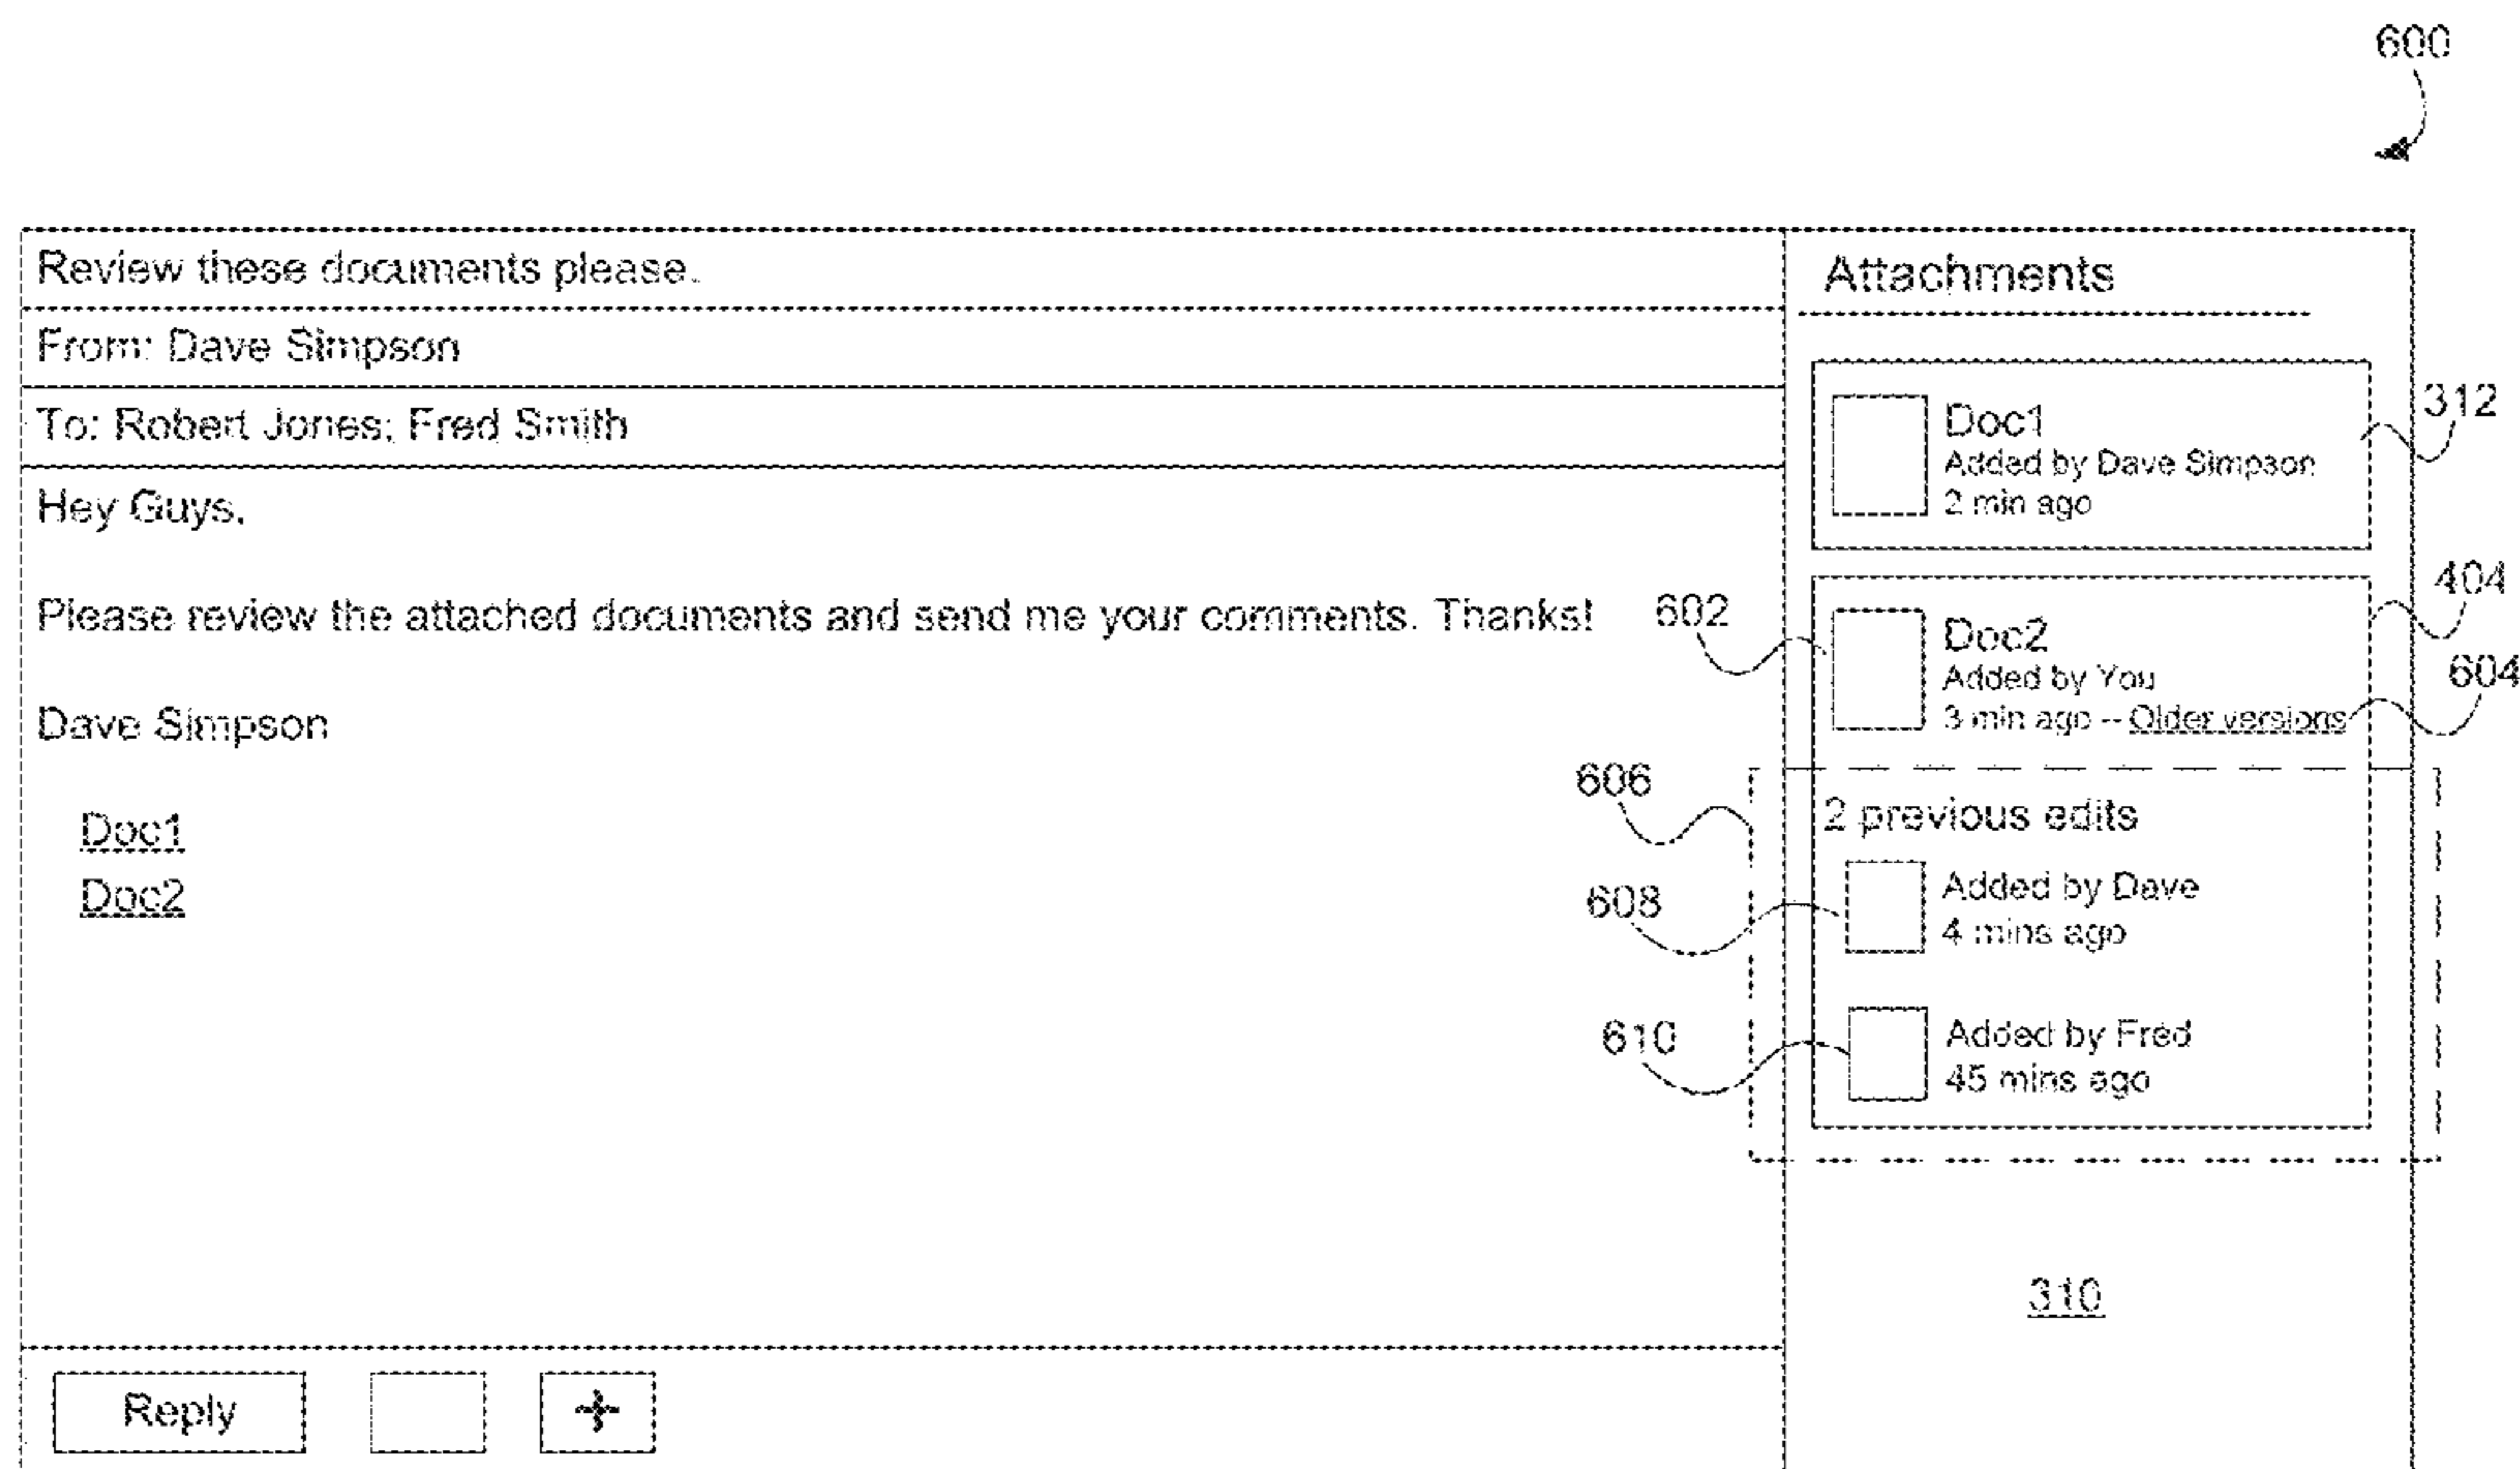 600
Review these documents please.
From: Dave Simpson
To: Robert Jones; Fred Smith
Hey Guys,
Please review the attached documents and send me your comments. Thanks!
Dave Simpson
Doc1
Doc2
Reply
+
Attachments
Doc1
Added by Dave Simpson
2 min ago
312
Doc2
Added by You
3 min ago -- Older versions
602
404
604
2 previous edits
606
Added by Dave
4 mins ago
608
Added by Fred
45 mins ago
610
310